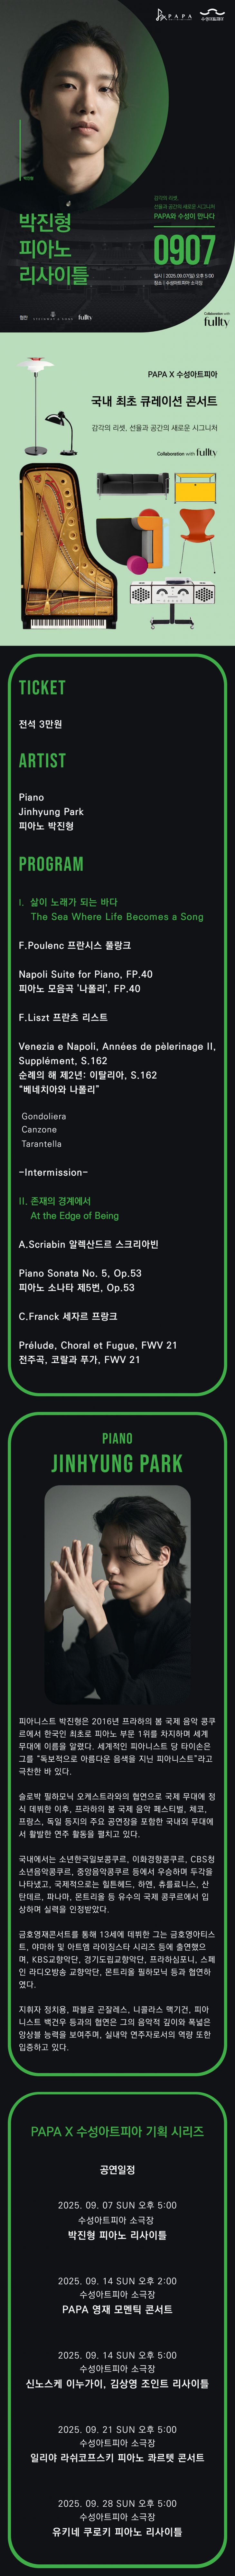 PAPA
수성아트피아
박진형
박진형
피아노
리사이틀
감각의 리셋,
선율과 공간의 새로운 시그니처
PAPA와 수성이 만나다
0907
일시 | 2025.09.07(일) 오후 5:00
장소 | 수성아트피아 소극장
STEINWAY & SONS
fullty
Collaboration with
fullty
PAPA X 수성아트피아
국내 최초 큐레이션 콘서트
감각의 리셋, 선율과 공간의 새로운 시그니처
Collaboration with fullty
TICKET
전석 3만원
ARTIST
Piano
Jinhyung Park
피아노 박진형
PROGRAM
I. 삶이 노래가 되는 바다
The Sea Where Life Becomes a Song
F.Poulenc 프란시스 풀랑크
Napoli Suite for Piano, FP.40
피아노 모음곡 '나폴리', FP.40
F.Liszt 프란츠 리스트
Venezia e Napoli, Années de pèlerinage II,
Supplément, S.162
순례의 해 제2년: 이탈리아, S.162
"베네치아와 나폴리"
Gondoliera
Canzone
Tarantella
-Intermission-
II. 존재의 경계에서
At the Edge of Being
A.Scriabin 알렉산드르 스크리아빈
Piano Sonata No. 5, Op.53
피아노 소나타 제5번, Op.53
C.Franck 세자르 프랑크
Prélude, Choral et Fugue, FWV 21
전주곡, 코랄과 푸가, FWV 21
PIANO
JINHYUNG PARK
피아니스트 박진형은 2016년 프라하의 봄 국제 음악 콩쿠
르에서 한국인 최초로 피아노 부문 1위를 차지하며 세계
무대에 이름을 알렸다. 세계적인 피아니스트 당 타이손은
그를 "독보적으로 아름다운 음색을 지닌 피아니스트"라고
극찬한 바 있다.
슬로박 필하모닉 오케스트라와의 협연으로 국제 무대에 정
식 데뷔한 이후, 프라하의 봄 국제 음악 페스티벌, 체코,
프랑스, 독일 등지의 주요 공연장을 포함한 국내외 무대에
서 활발한 연주 활동을 펼치고 있다.
국내에서는 소년한국일보콩쿠르, 이화경향콩쿠르, CBS청
소년음악콩쿠르, 중앙음악콩쿠르 등에서 우승하며 두각을
나타냈고, 국제적으로는 힐튼헤드, 하엔, 쥬를료니스, 산
탄데르, 파나마, 몬트리올 등 유수의 국제 콩쿠르에서 입
상하며 실력을 인정받았다.
금호영재콘서트를 통해 13세에 데뷔한 그는 금호영아티스
트, 야마하 및 아트엠 라이징스타 시리즈 등에 출연했으
며, KBS교향악단, 경기도립교향악단, 프라하심포니, 스페
인 라디오방송 교향악단, 몬트리올 필하모닉 등과 협연하
였다.
지휘자 정치용, 파블로 곤잘레스, 니콜라스 맥기건, 피아
니스트 백건우 등과의 협연은 그의 음악적 깊이와 폭넓은
앙상블 능력을 보여주며, 실내악 연주자로서의 역량 또한
입증하고 있다.
PAPA X 수성아트피아 기획 시리즈
공연일정
2025. 09. 07 SUN 오후 5:00
수성아트피아 소극장
박진형 피아노 리사이틀
2025. 09. 14 SUN 오후 2:00
수성아트피아 소극장
PAPA 영재 모멘틱 콘서트
2025. 09. 14 SUN 오후 5:00
수성아트피아 소극장
신노스케 이누가이, 김상영 조인트 리사이틀
2025. 09. 21 SUN 오후 5:00
수성아트피아 소극장
일리야 라쉬코프스키 피아노 콰르텟 콘서트
2025. 09. 28 SUN 오후 5:00
수성아트피아 소극장
유키네 쿠로키 피아노 리사이틀